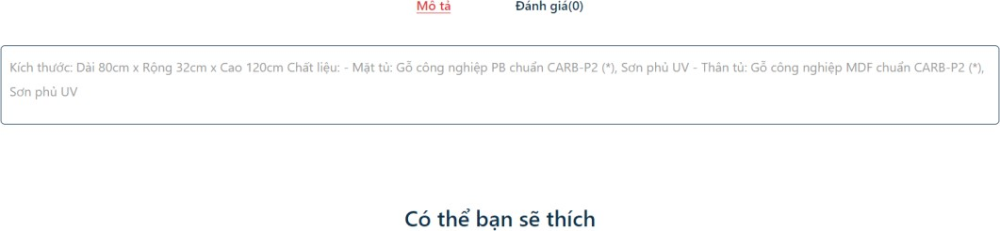 Mô tả
Đánh giá(0)
Kích thước: Dài 80cm x Rộng 32cm x Cao 120cm Chất liệu: - Mặt tủ: Gỗ công nghiệp PB chuẩn CARB-P2 (*), Sơn phủ UV - Thân tủ: Gỗ công nghiệp MDF chuẩn CARB-P2 (*),
Sơn phủ UV
Có thể bạn sẽ thích